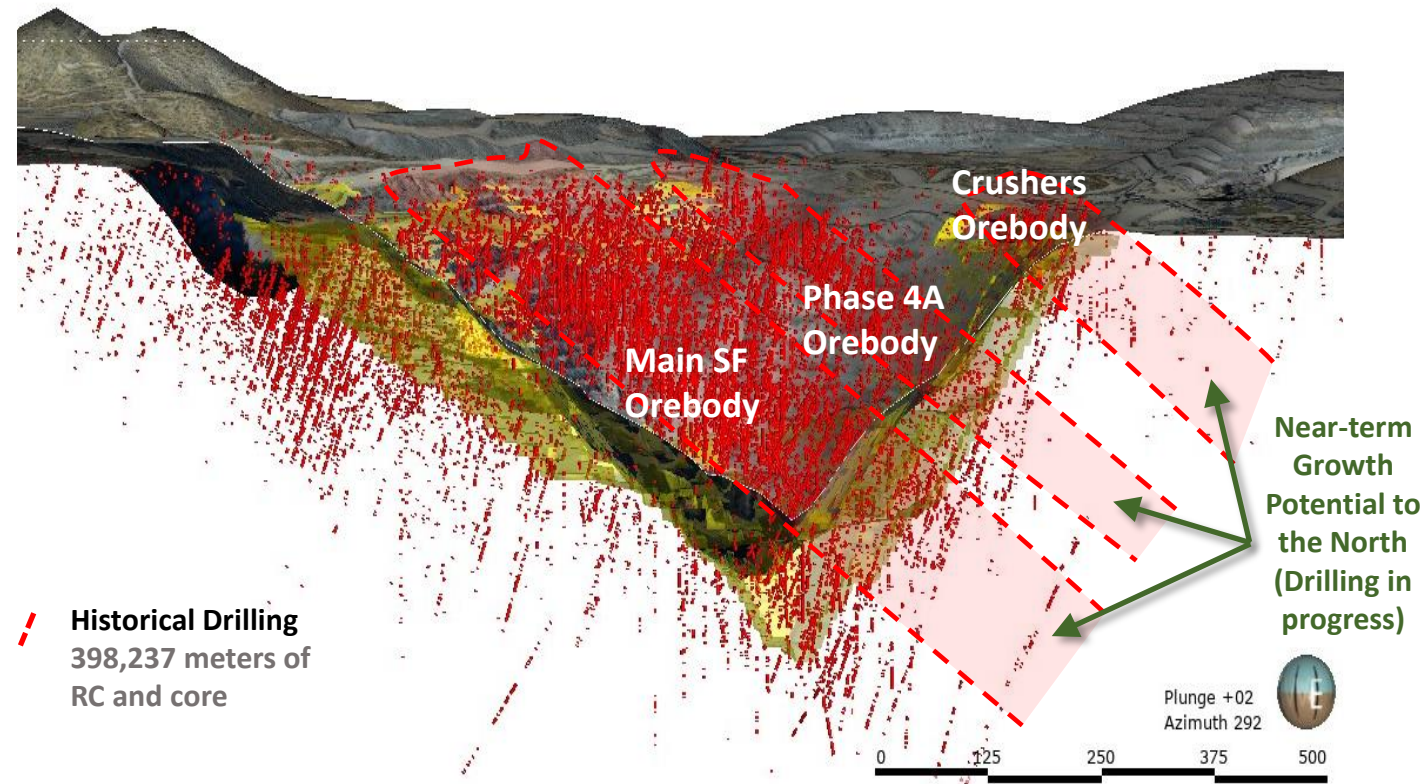 Crushers
Orebody
Phase 4A
Orebody
Main SF
Orebody
Near-term
Growth
Potential to
the North
(Drilling in
progress)
Historical Drilling
398,237 meters of
RC and core
Plunge +02
Azimuth 292
E
0 125 250 375 500